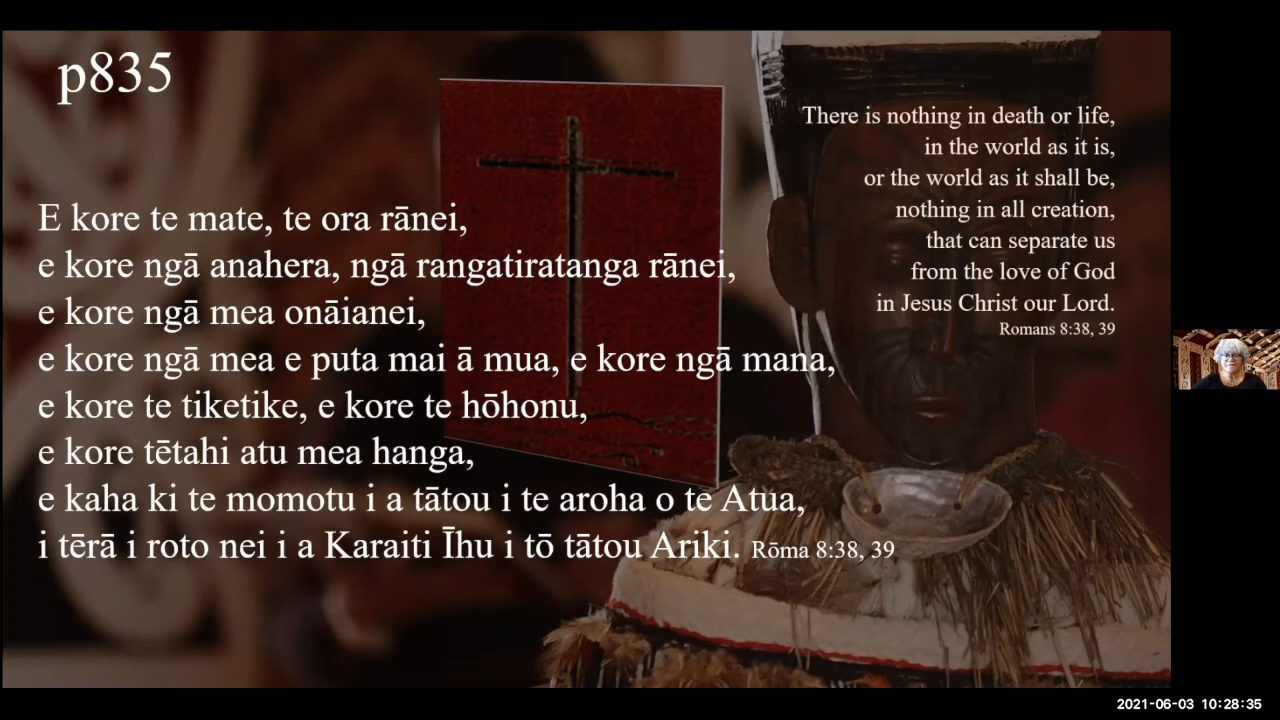 p835
E kore te mate, te ora rānei,
e kore ngā anahera, ngā rangatiratanga rānei,
e kore ngā mea onāianei,
e kore ngā mea e puta mai ā mua, e kore ngā mana,
e kore te tiketike, e kore te hōhonu,
e kore tētahi atu mea hanga,
e kaha ki te momotu i a tātou i te aroha o te Atua,
i tērā i roto nei i a Karaiti Īhu i tō tātou Ariki. Rōma 8:38, 39
There is nothing in death or life,
in the world as it is,
or the world as it shall be,
nothing in all creation,
that can separate us
from the love of God
in Jesus Christ our Lord.
Romans 8:38, 39
2021-06-03 10:28:35